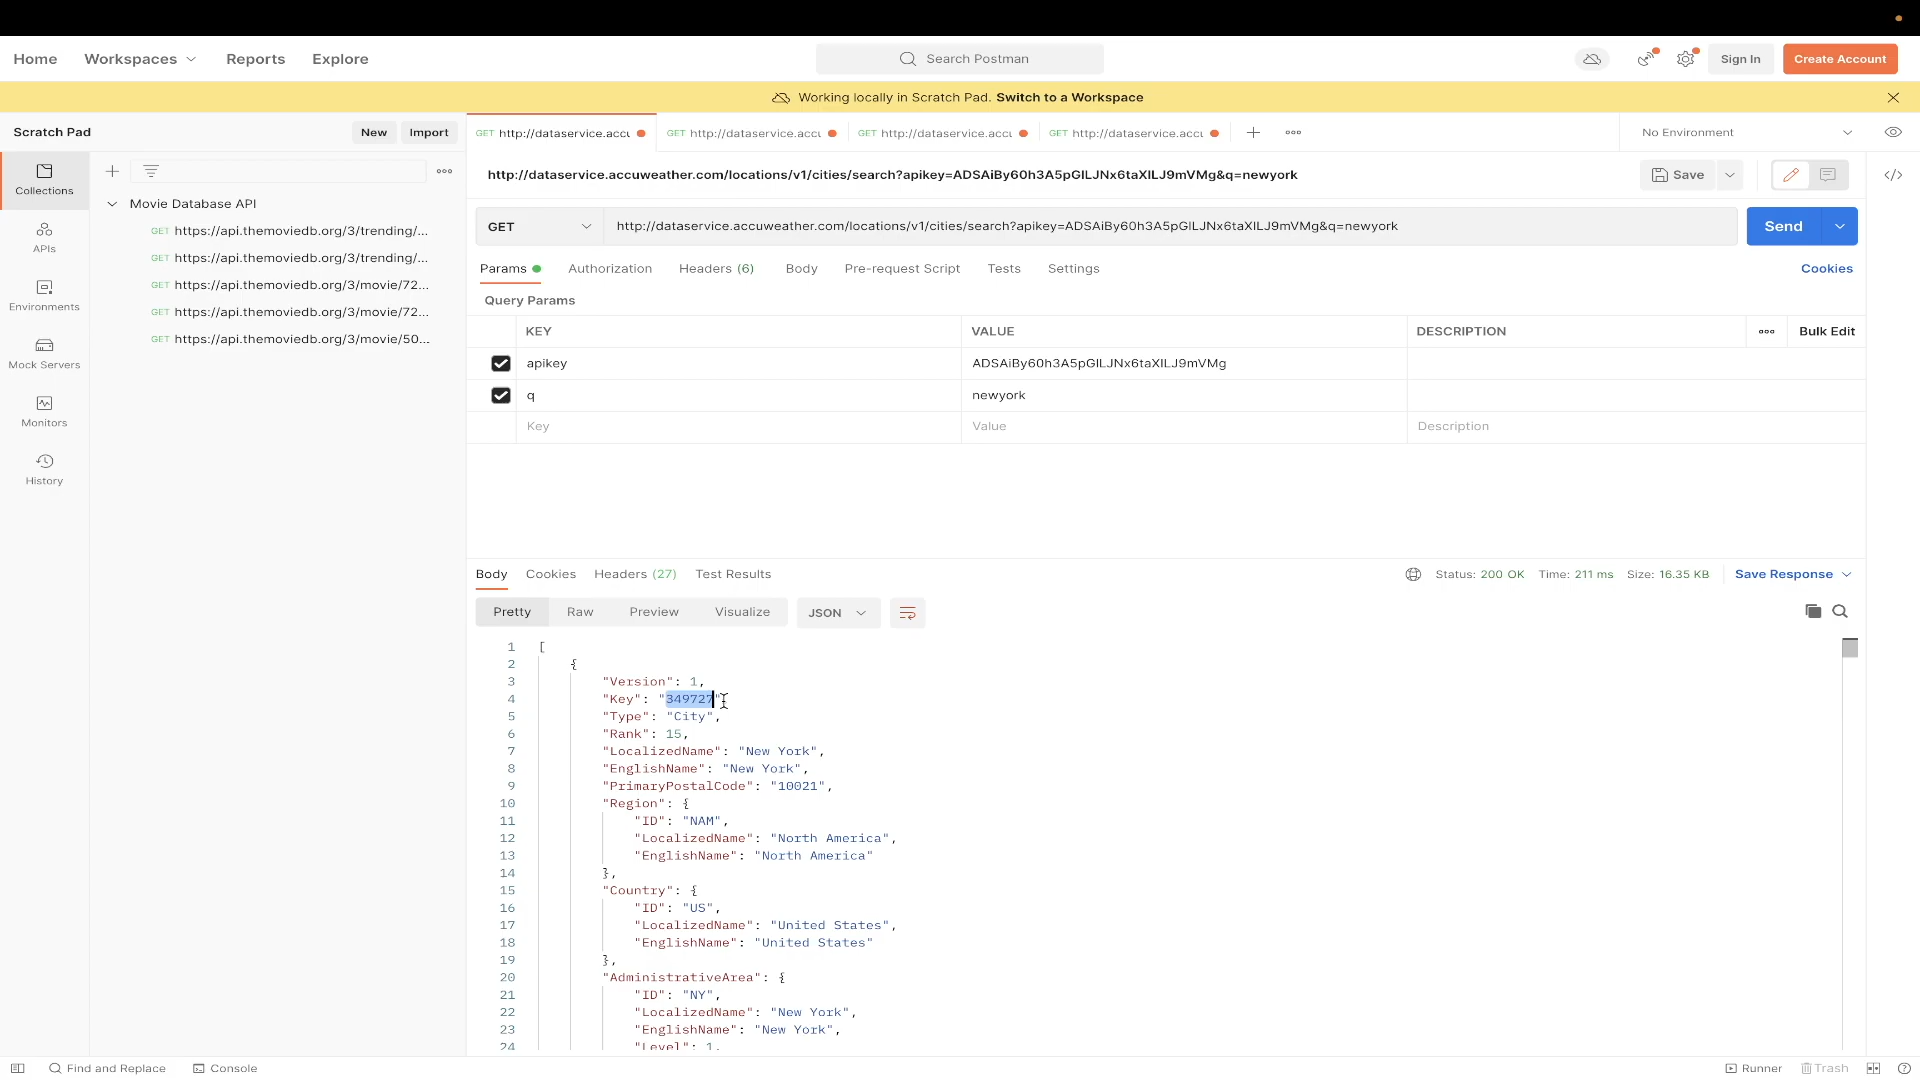 Home Workspaces Reports Explore Search Postman Sign In Create Account
Working locally in Scratch Pad. Switch to a Workspace
Scratch Pad New Import GET http://dataservice.accu GET http://dataservice.accu GET http://dataservice.accu GET http://dataservice.accu No Environment
http://dataservice.accuweather.com/locations/v1/cities/search?apikey=ADSAiBy60h3A5pGlLJNx6taXILJ9mVMg&q=newyork Save
Collections
Movie Database API
GET https://api.themoviedb.org/3/trending/...
GET https://api.themoviedb.org/3/trending/...
GET https://api.themoviedb.org/3/movie/72...
GET https://api.themoviedb.org/3/movie/72...
GET https://api.themoviedb.org/3/movie/50...
APIs
Environments
Mock Servers
Monitors
History
GET http://dataservice.accuweather.com/locations/v1/cities/search?apikey=ADSAiBy60h3A5pGlLJNx6taXILJ9mVMg&q=newyork Send
Params Authorization Headers (6) Body Pre-request Script Tests Settings Cookies
Query Params
KEY VALUE DESCRIPTION Bulk Edit
apikey ADSAiBy60h3A5pGlLJNx6taXILJ9mVMg
q newyork
Key Value Description
Body Cookies Headers (27) Test Results Status: 200 OK Time: 211 ms Size: 16.35 KB Save Response
Pretty Raw Preview Visualize JSON
1 [
2 {
3 "Version": 1,
4 "Key": "349727",
5 "Type": "City",
6 "Rank": 15,
7 "LocalizedName": "New York",
8 "EnglishName": "New York",
9 "PrimaryPostalCode": "10021",
10 "Region": {
11 "ID": "NAM",
12 "LocalizedName": "North America",
13 "EnglishName": "North America"
14 },
15 "Country": {
16 "ID": "US",
17 "LocalizedName": "United States",
18 "EnglishName": "United States"
19 },
20 "AdministrativeArea": {
21 "ID": "NY",
22 "LocalizedName": "New York",
23 "EnglishName": "New York",
24 "Level": 1,
Find and Replace Console Runner Trash